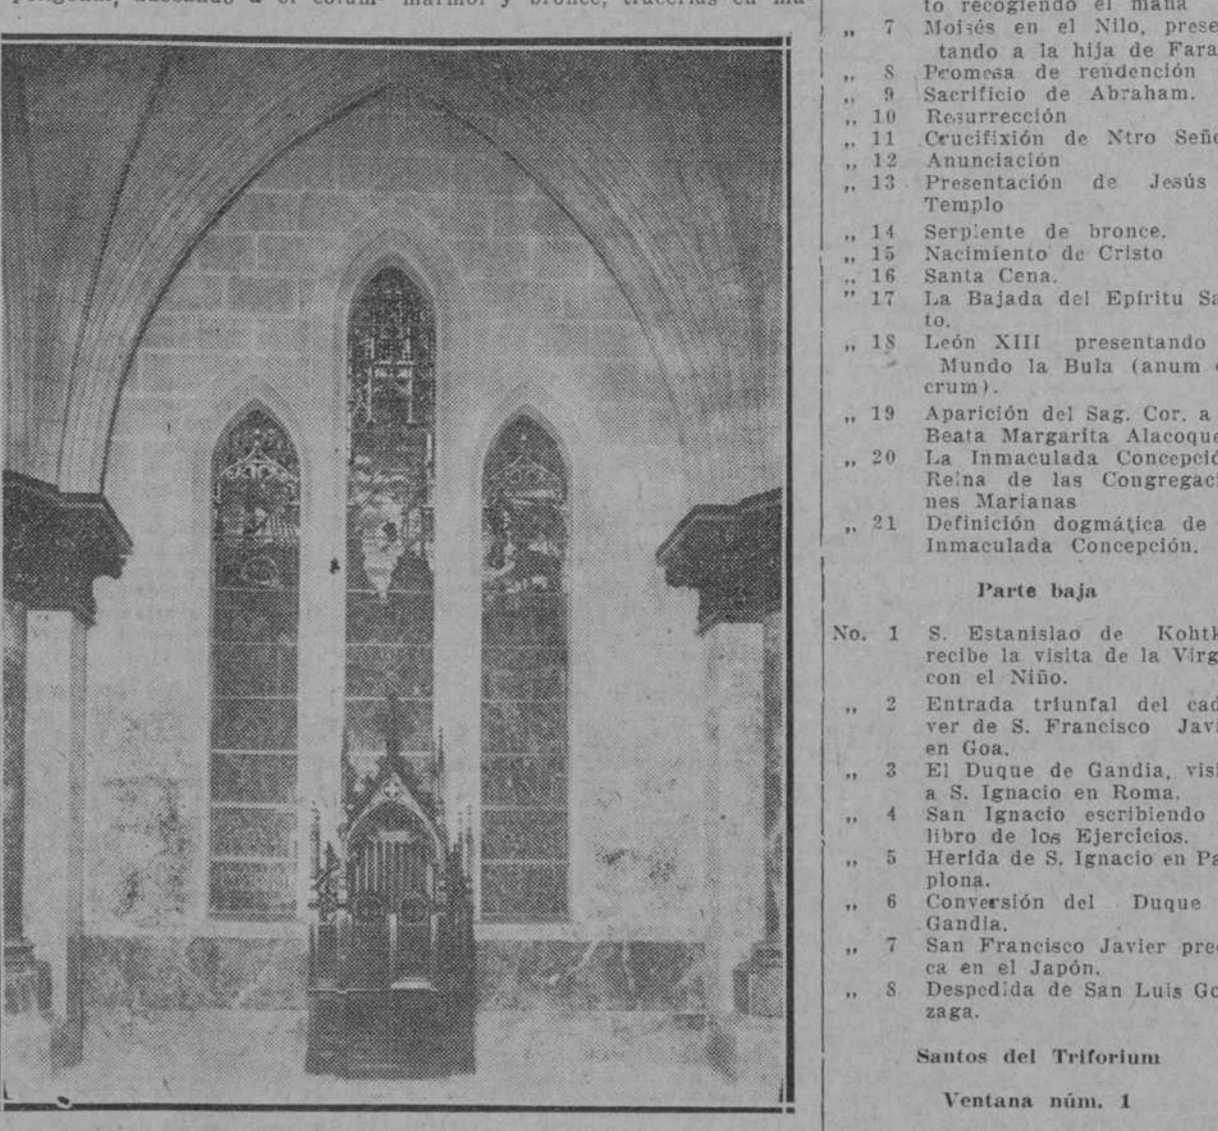 to recogiendo el maná
„ 7 Moisés en el Nilo, prese
tando a la hija de Fara
„ 8 Promesa de rendención
„ 9 Sacrificio de Abraham.
„ 10 Resurrección
„ 11 Crucifixión de Ntro Seño
„ 12 Anunciación
„ 13 Presentación de Jesús
Templo
„ 14 Serpiente de bronce.
„ 15 Nacimiento de Cristo
„ 16 Santa Cena.
” 17 La Bajada del Epíritu Sa
to.
„ 18 León XIII presentando
Mundo la Bula (anum
crum).
„ 19 Aparición del Sag. Cor. a
Beata Margarita Alacoque
„ 20 La Inmaculada Concepció
Reina de las Congregaci
nes Marianas
„ 21 Definición dogmática de
Inmaculada Concepción.
Parte baja
No. 1 S. Estanislao de Kohtk
recibe la visita de la Virg
con el Niño.
„ 2 Entrada triunfal del cad
ver de S. Francisco Javi
en Goa.
„ 3 El Duque de Gandia, visi
a S. Ignacio en Roma.
„ 4 San Ignacio escribiendo
libro de los Ejercicios.
„ 5 Herida de S. Ignacio en Pa
plona.
„ 6 Conversión del Duque
Gandia.
„ 7 San Francisco Javier pred
ca en el Japón.
„ 8 Despedida de San Luis Go
zaga.
Santos del Triforium
Ventana núm. 1